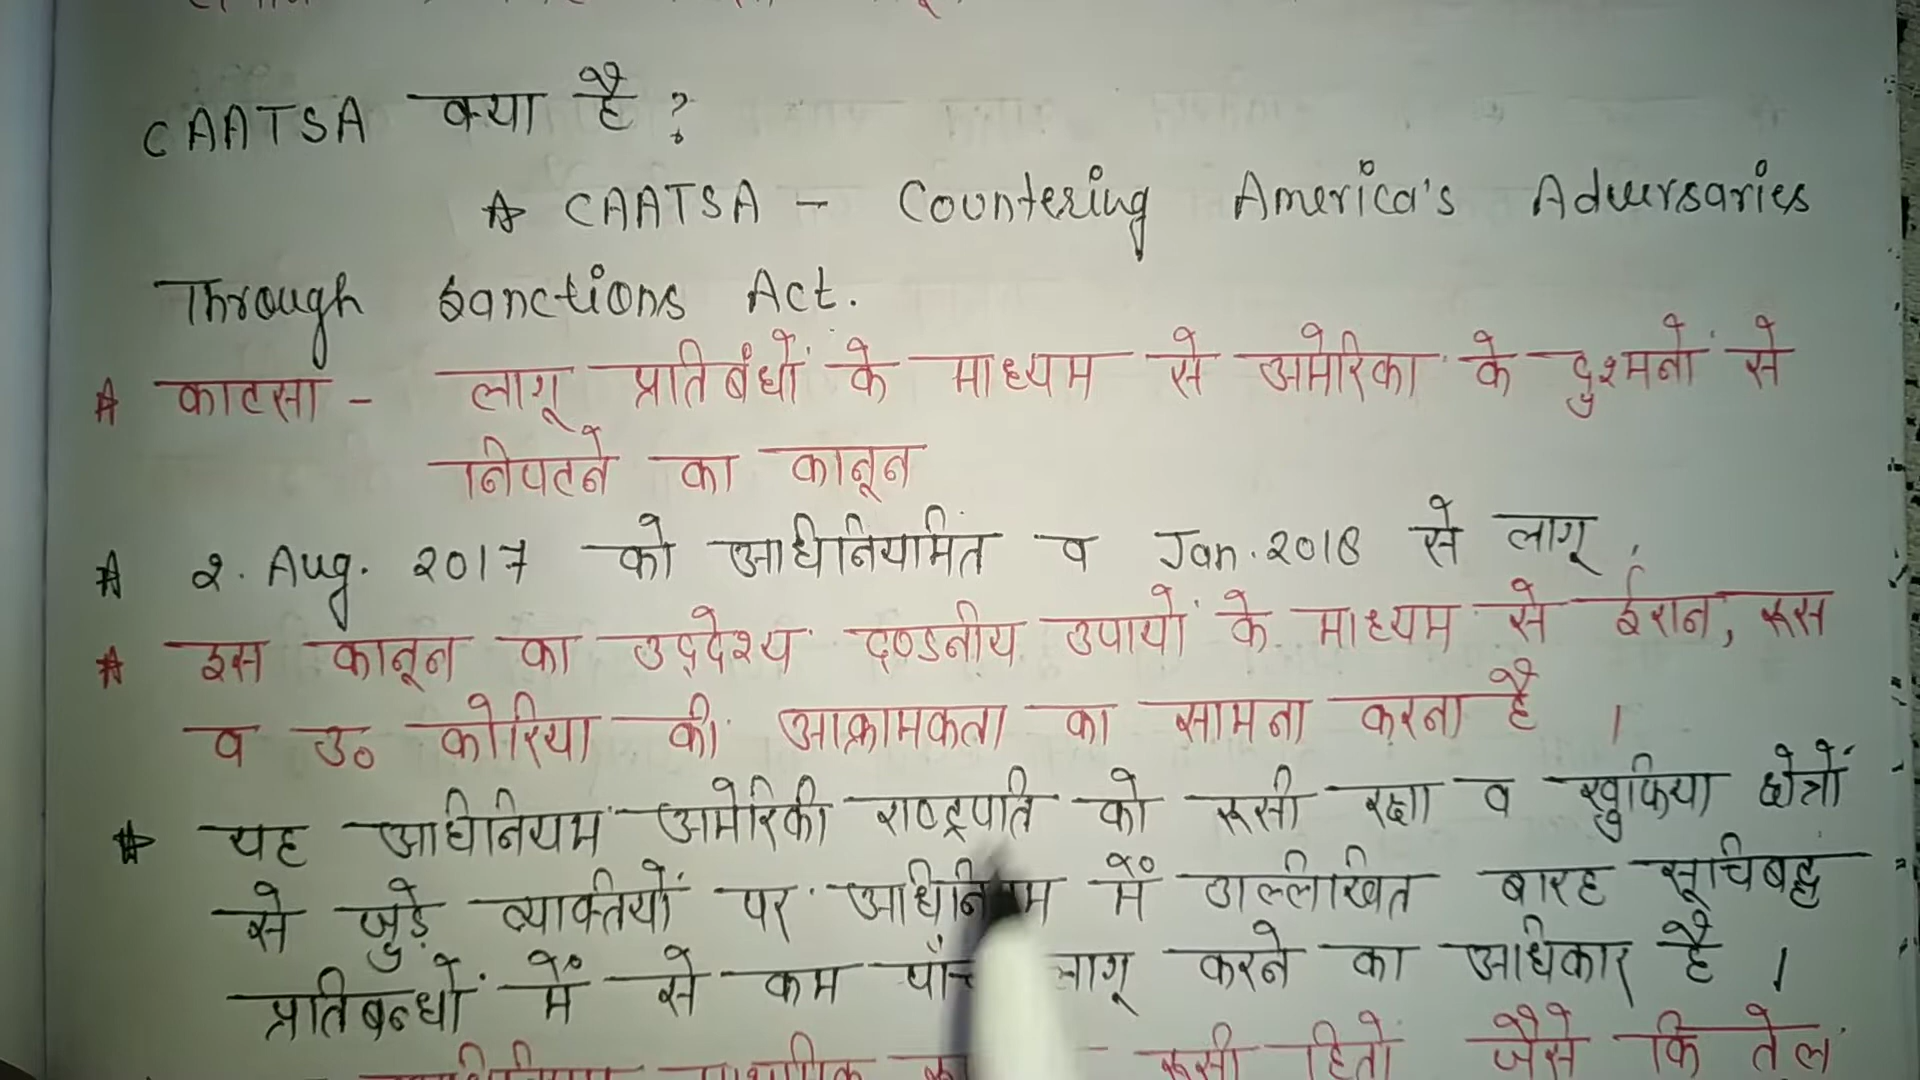 CAATSA क्या है ?
☆ CAATSA - Countering America's Adversaries
Through Sanctions Act.
☆ काटसा - लागू प्रतिबंधों के माध्यम से अमेरिका के दुश्मनों से
निपटने का कानून
☆ 2. Aug. 2017 को अधिनियमित व Jan. 2018 से लागू
☆ इस कानून का उद्देश्य दण्डनीय उपायों के माध्यम से ईरान, रूस
व उ० कोरिया की आक्रामकता का सामना करना है ।
☆ यह अधिनियम अमेरिकी राष्ट्रपति को रूसी रक्षा व खुफिया क्षेत्रों
से जुड़े व्यक्तियों पर अधिनियम में उल्लिखित बारह सूचिबद्ध
प्रतिबन्धों में से कम पाँच लागू करने का अधिकार है ।
रूसी हितों जैसे कि तेल